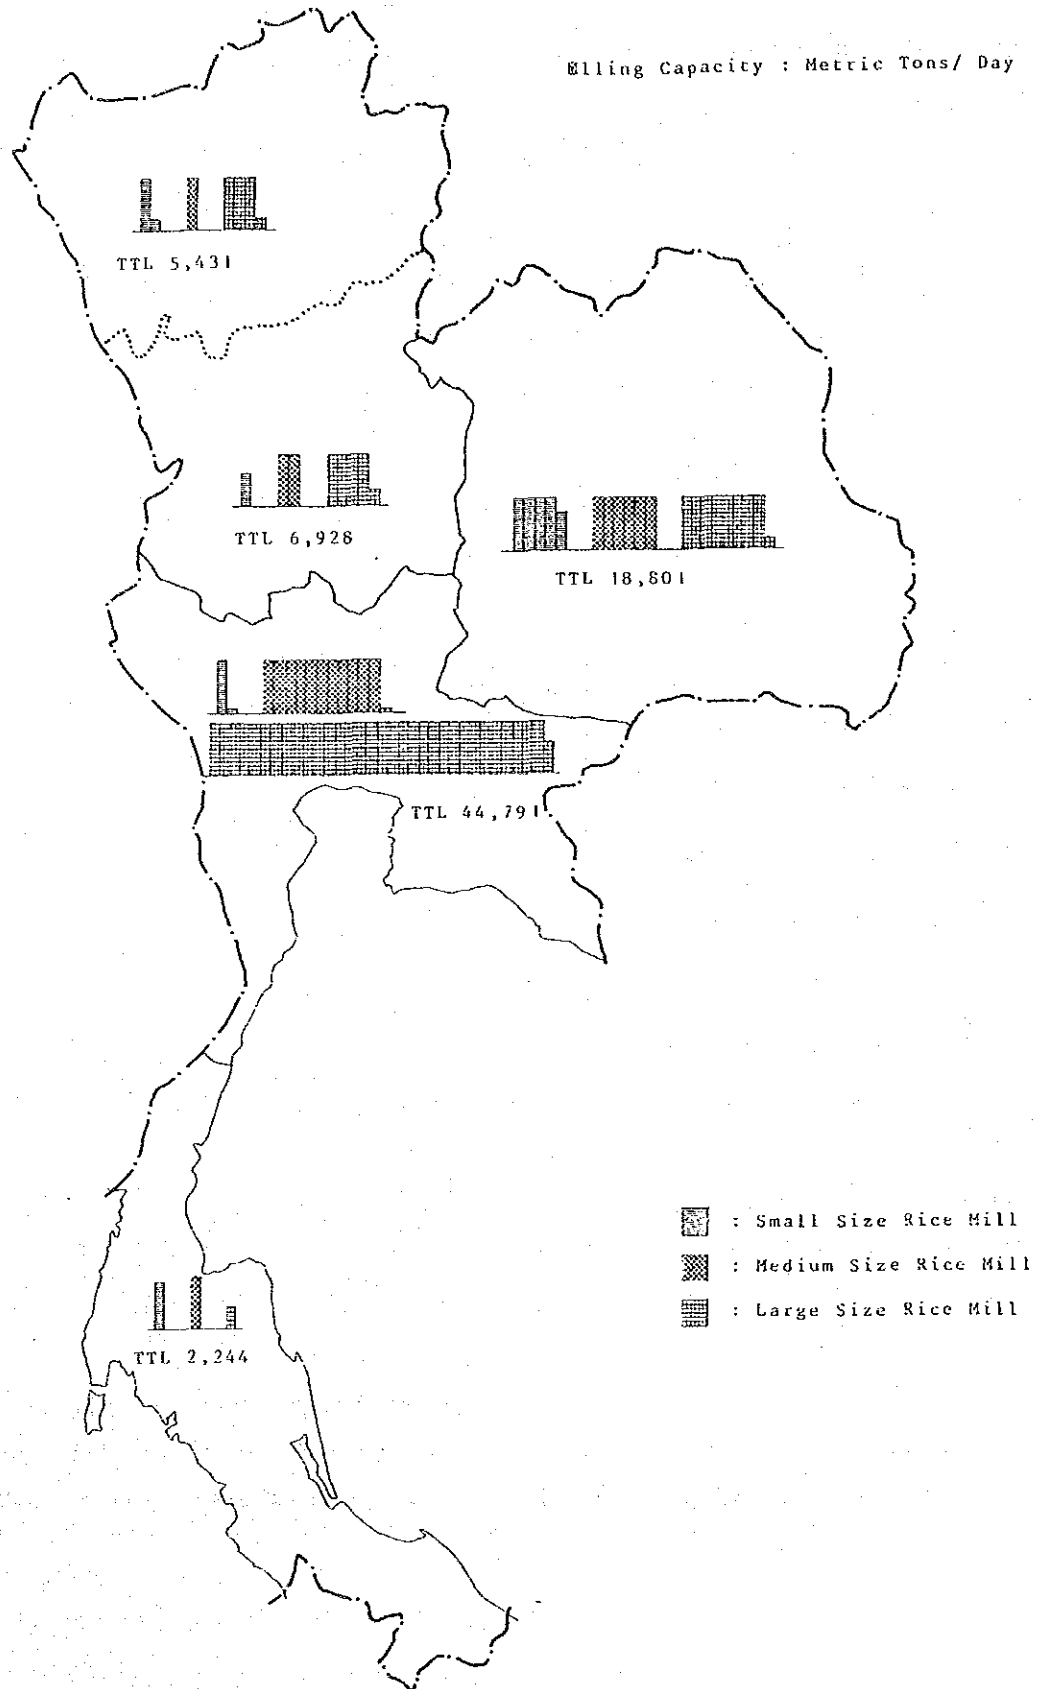 Milling Capacity : Metric Tons/ Day
TTL 5,431
TTL 6,928
TTL 18,801
TTL 44,791
TTL 2,244
: Small Size Rice Mill
: Medium Size Rice Mill
: Large Size Rice Mill